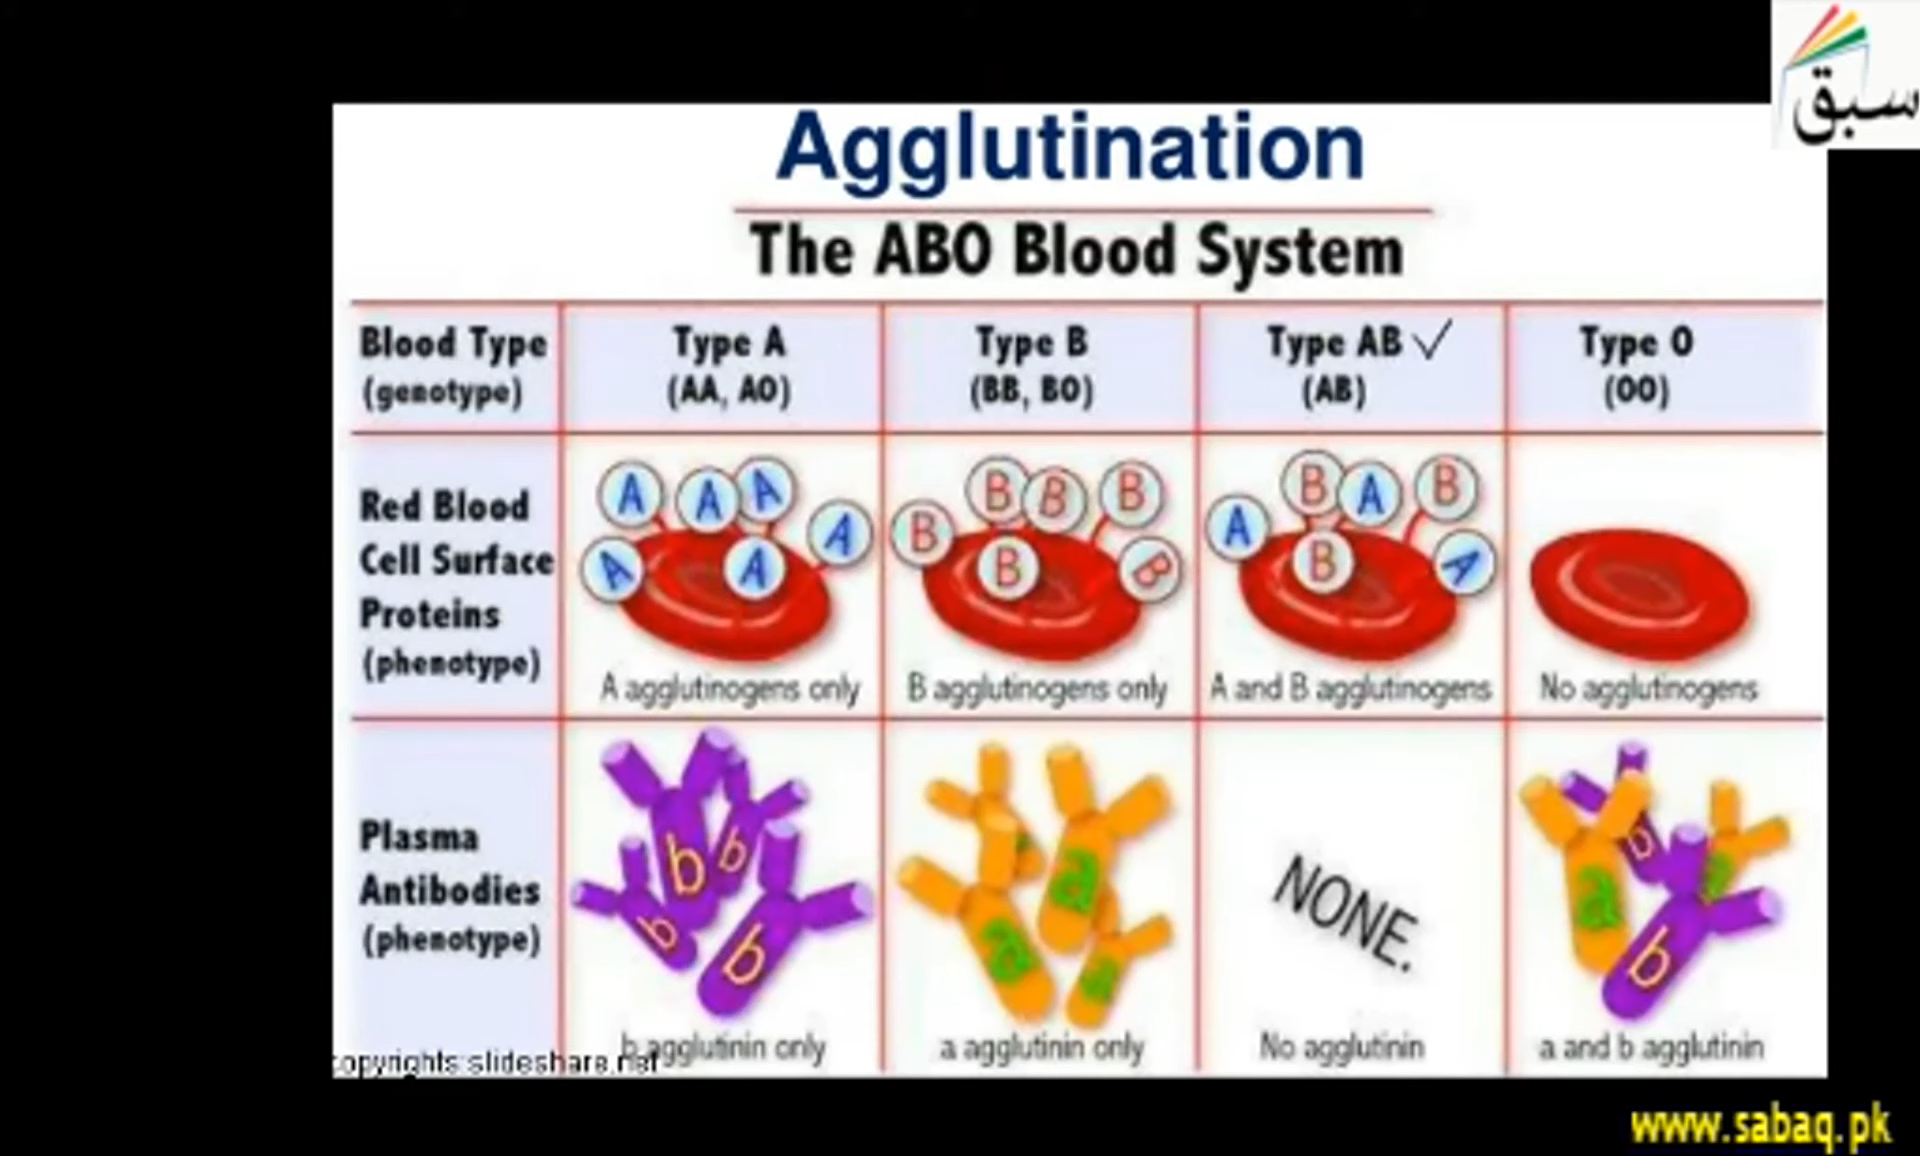 سبق
Agglutination
The ABO Blood System
Blood Type
(genotype)
Type A
(AA, AO)
Type B
(BB, BO)
Type AB ✓
(AB)
Type O
(OO)
Red Blood
Cell Surface
Proteins
(phenotype)
A A A A A A
A agglutinogens only
B B B B B B
B agglutinogens only
A B A B B A
A and B agglutinogens
No agglutinogens
Plasma
Antibodies
(phenotype)
b b b b
b agglutinin only
a a a
a agglutinin only
NONE.
No agglutinin
a b a b
a and b agglutinin
copyrights:slideshare.net
www.sabaq.pk